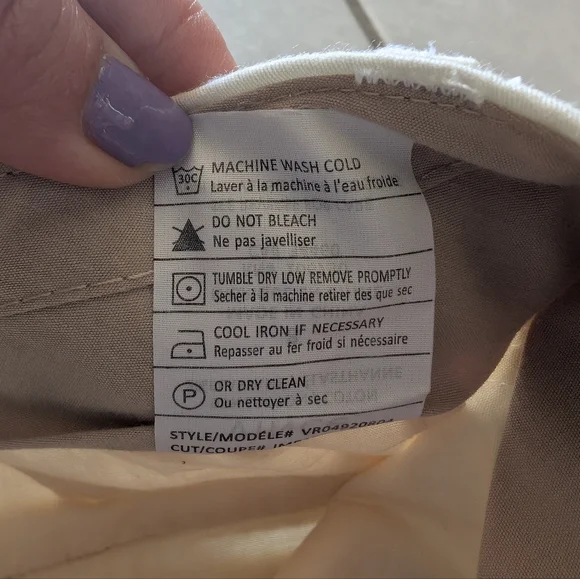 30C
MACHINE WASH COLD
Laver à la machine à l'eau froide
DO NOT BLEACH
Ne pas javelliser
TUMBLE DRY LOW REMOVE PROMPTLY
Secher à la machine retirer des que sec
COOL IRON IF NECESSARY
Repasser au fer froid si nécessaire
P
OR DRY CLEAN
Ou nettoyer à sec
STYLE/MODÈLE# VR04920804
CUT/COUPE#